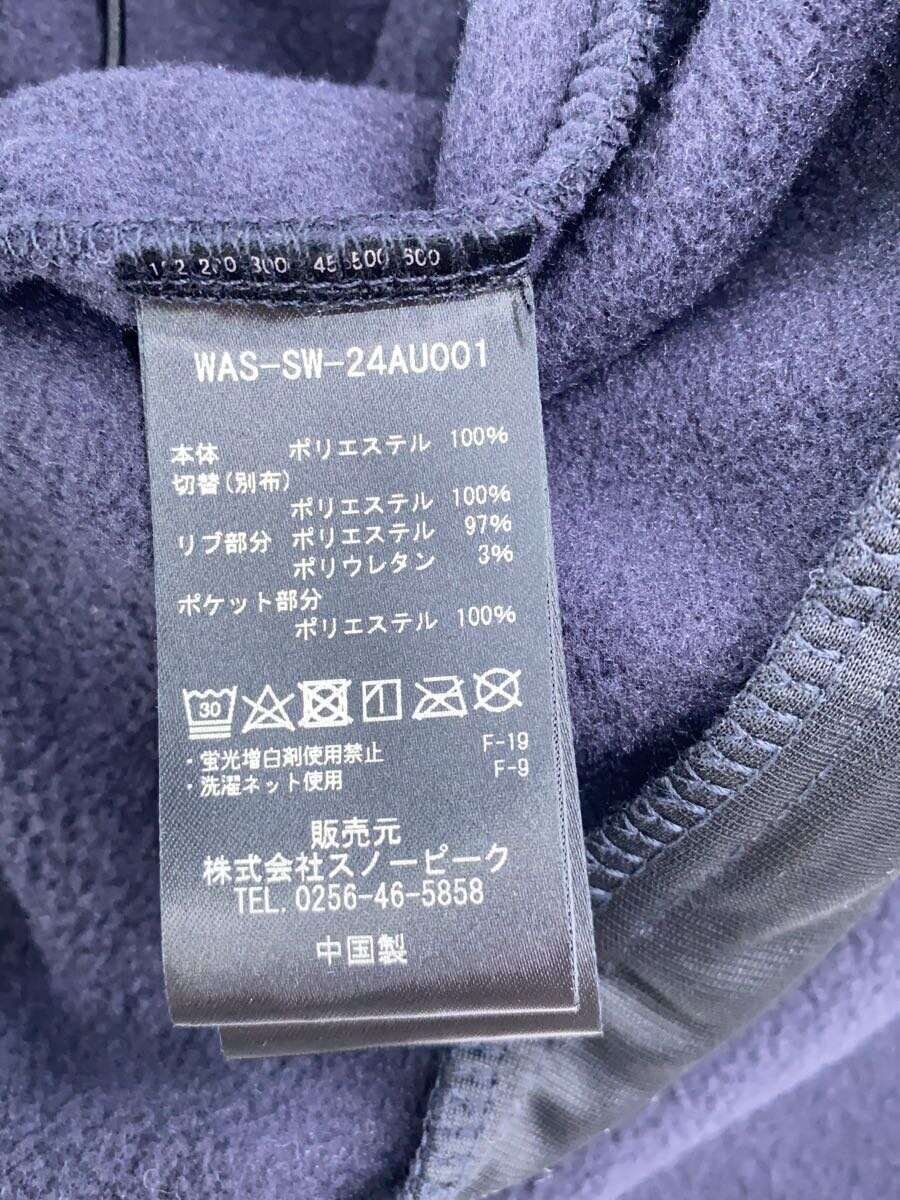 300 500 600
WAS-SW-24AU001
本体 ポリエステル 100%
切替(別布)
ポリエステル 100%
リブ部分 ポリエステル 97%
ポリウレタン 3%
ポケット部分
ポリエステル 100%
30
・蛍光増白剤使用禁止 F-19
・洗濯ネット使用 F-9
販売元
株式会社スノーピーク
TEL.0256-46-5858
中国製